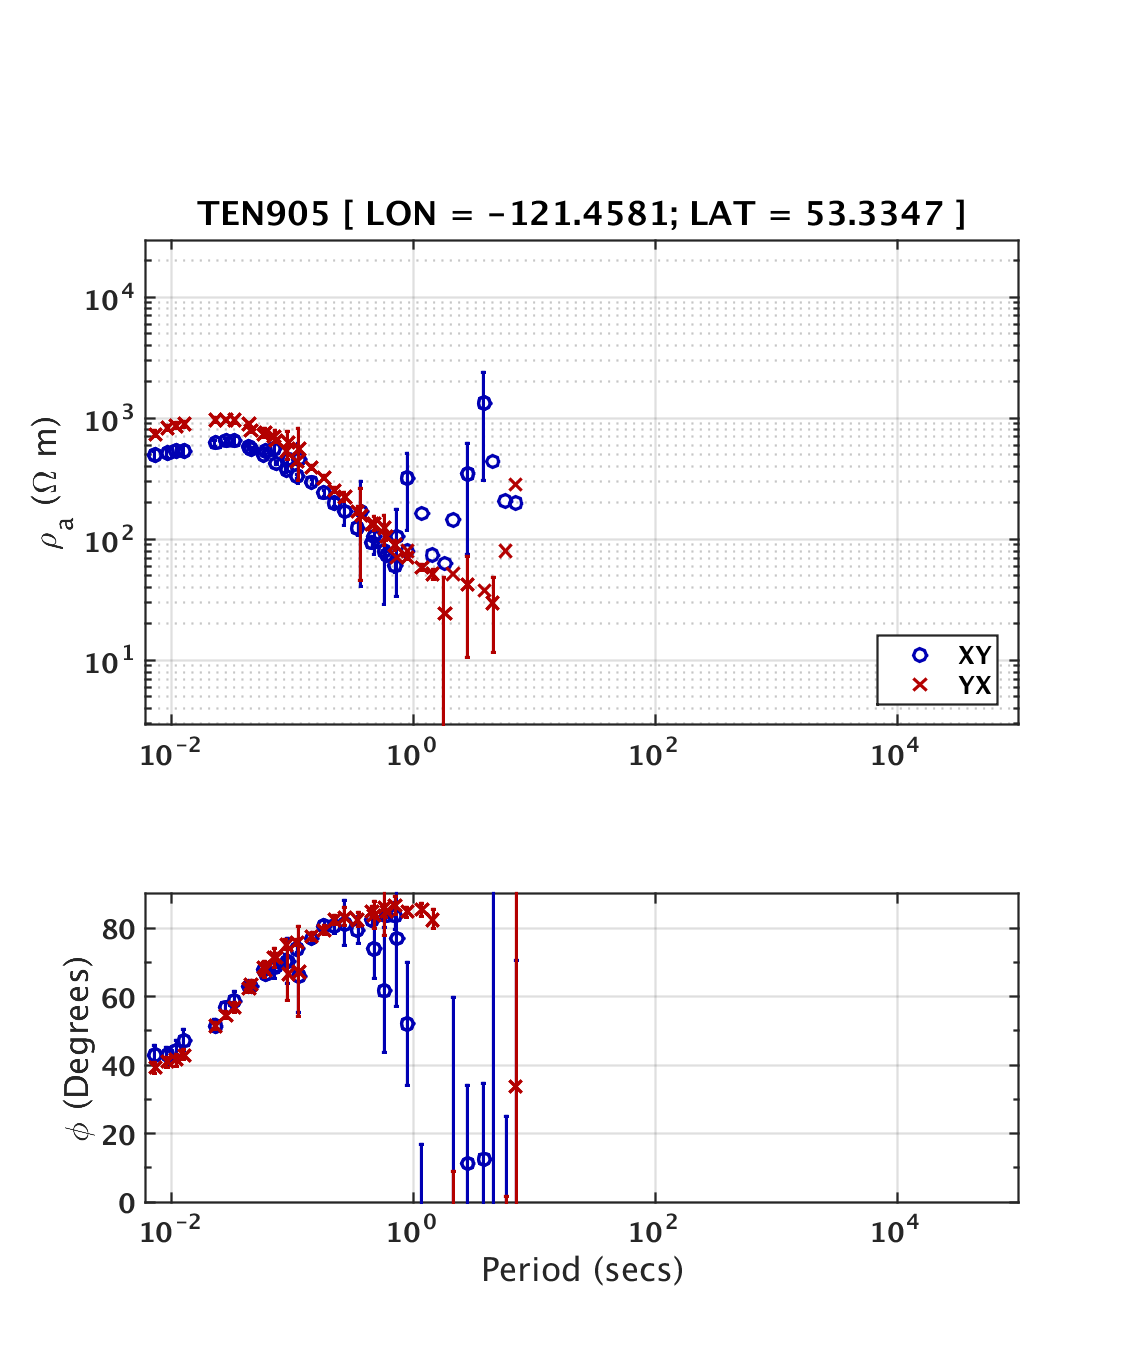 TEN905 [ LON = -121.4581; LAT = 53.3347 ]
ρa (Ω m)
10^4
10^3
10^2
10^1
XY
YX
10^-2 10^0 10^2 10^4
ϕ (Degrees)
80
60
40
20
0
10^-2 10^0 10^2 10^4
Period (secs)